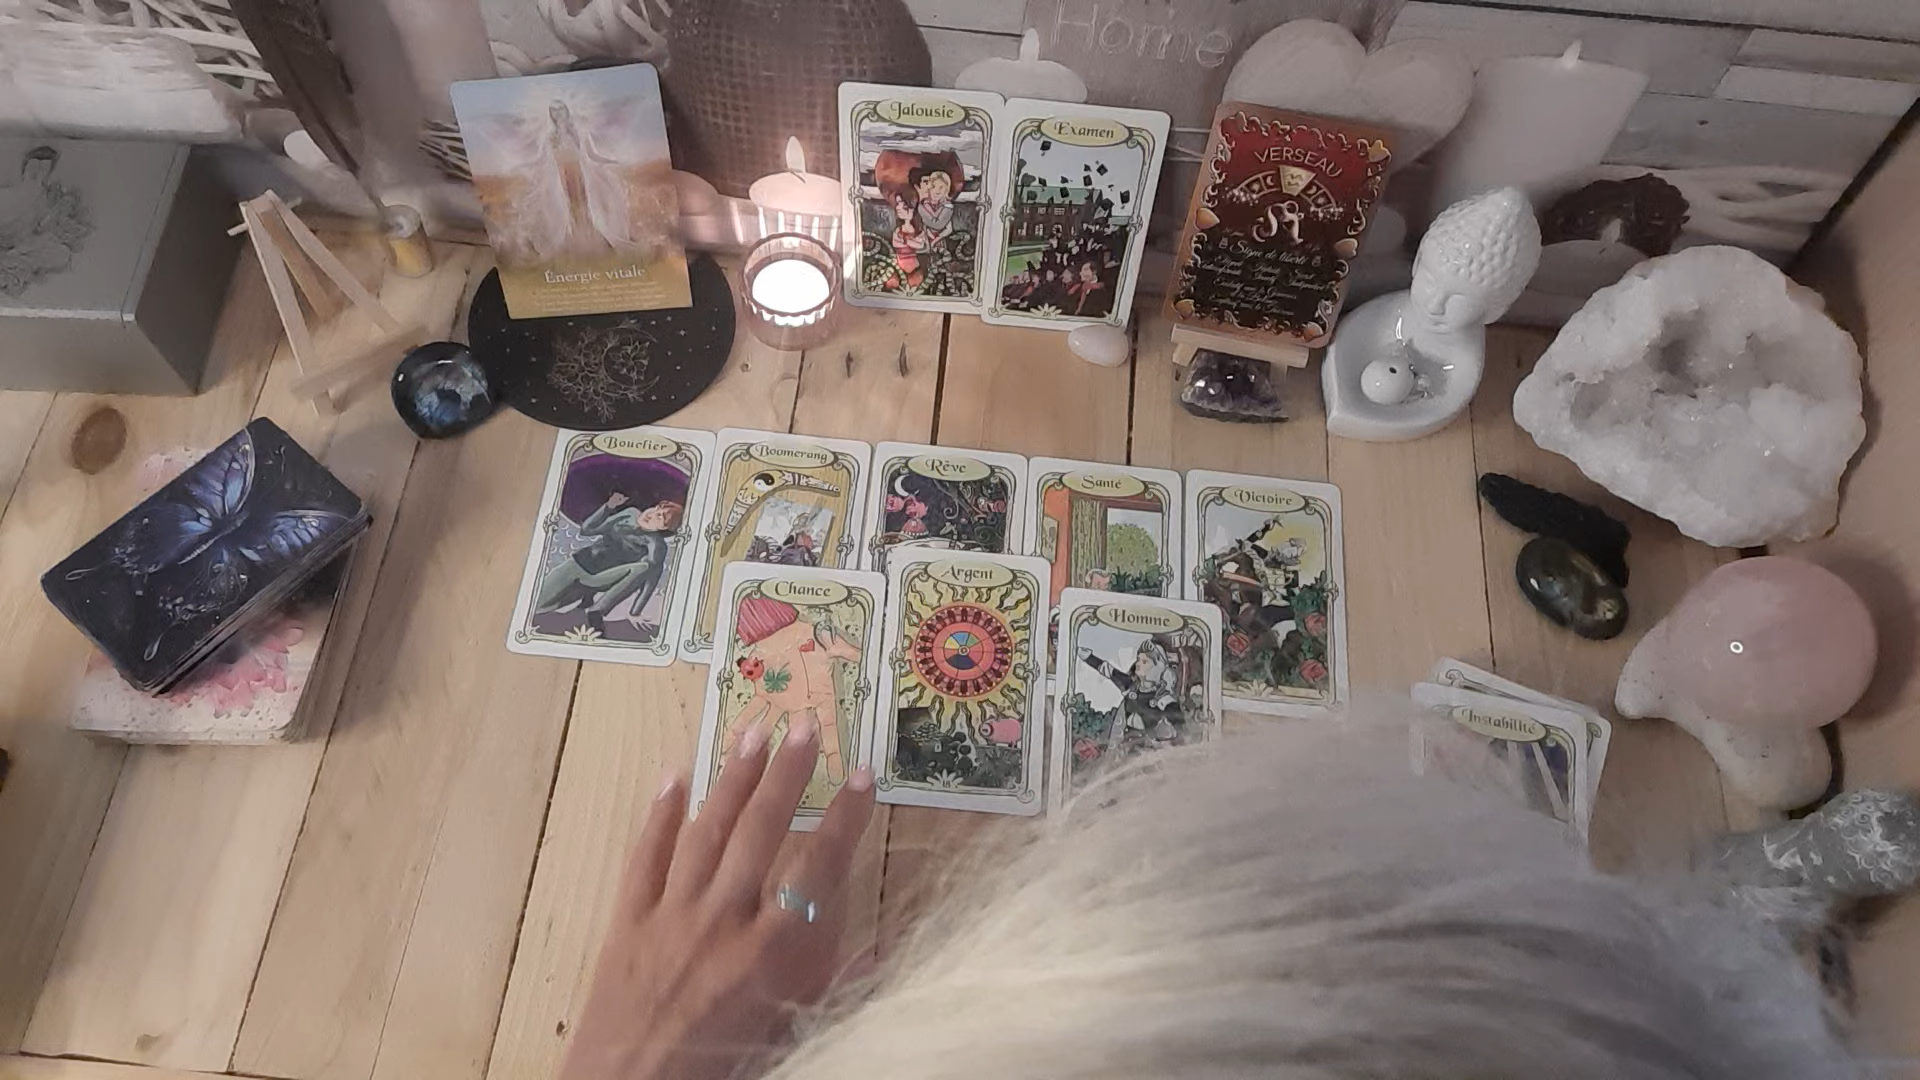 Home
Jalousie
Examen
VERSEAU
Signe de liberté
Énergie vitale
Bouclier
Boomerang
Rêve
Santé
Victoire
Chance
Argent
Homme
Instabilité